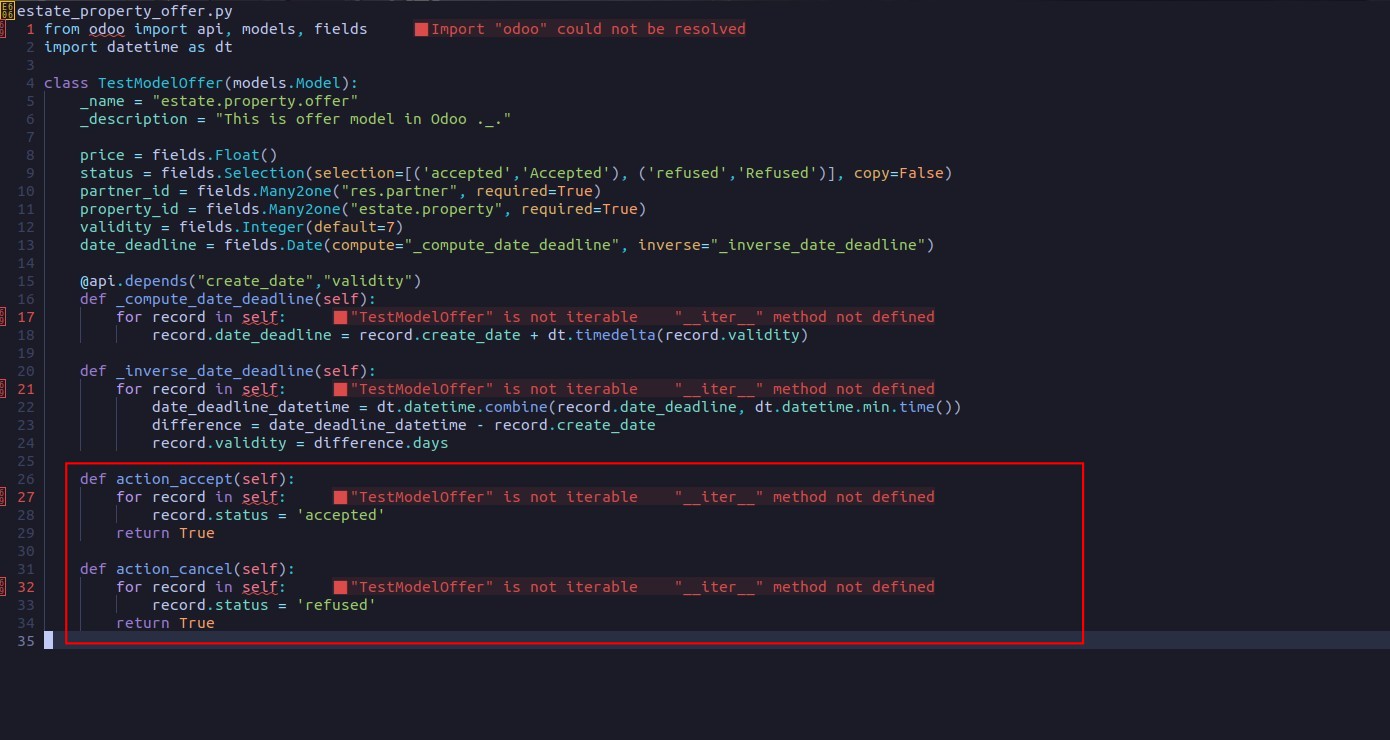 estate_property_offer.py
1 from odoo import api, models, fields Import "odoo" could not be resolved
2 import datetime as dt
3
4 class TestModelOffer(models.Model):
5 _name = "estate.property.offer"
6 _description = "This is offer model in Odoo ._."
7
8 price = fields.Float()
9 status = fields.Selection(selection=[('accepted','Accepted'), ('refused','Refused')], copy=False)
10 partner_id = fields.Many2one("res.partner", required=True)
11 property_id = fields.Many2one("estate.property", required=True)
12 validity = fields.Integer(default=7)
13 date_deadline = fields.Date(compute="_compute_date_deadline", inverse="_inverse_date_deadline")
14
15 @api.depends("create_date","validity")
16 def _compute_date_deadline(self):
17 for record in self: "TestModelOffer" is not iterable "__iter__" method not defined
18 record.date_deadline = record.create_date + dt.timedelta(record.validity)
19
20 def _inverse_date_deadline(self):
21 for record in self: "TestModelOffer" is not iterable "__iter__" method not defined
22 date_deadline_datetime = dt.datetime.combine(record.date_deadline, dt.datetime.min.time())
23 difference = date_deadline_datetime - record.create_date
24 record.validity = difference.days
25
26 def action_accept(self):
27 for record in self: "TestModelOffer" is not iterable "__iter__" method not defined
28 record.status = 'accepted'
29 return True
30
31 def action_cancel(self):
32 for record in self: "TestModelOffer" is not iterable "__iter__" method not defined
33 record.status = 'refused'
34 return True
35